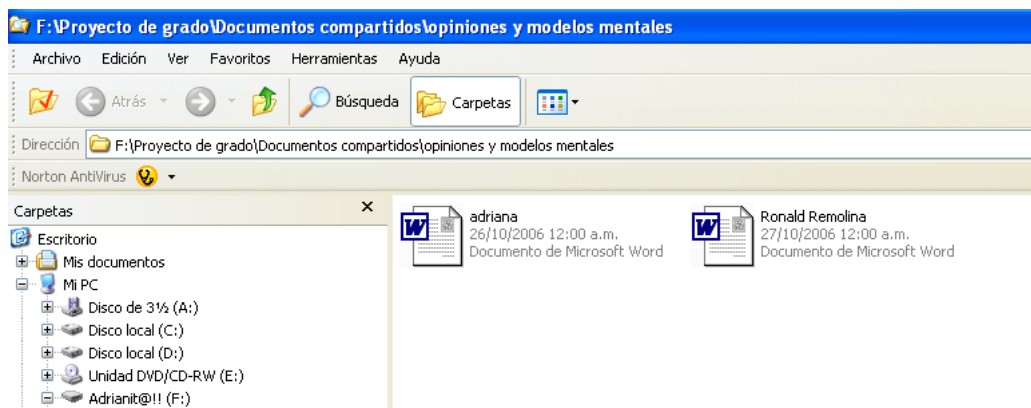 F:\Proyecto de grado\Documentos compartidos\opiniones y modelos mentales
Archivo Edición Ver Favoritos Herramientas Ayuda
Atrás Búsqueda Carpetas
Dirección F:\Proyecto de grado\Documentos compartidos\opiniones y modelos mentales
Norton AntiVirus
Carpetas
Escritorio
Mis documentos
Mi PC
Disco de 3½ (A:)
Disco local (C:)
Disco local (D:)
Unidad DVD/CD-RW (E:)
Adrianit@!! (F:)
adriana
26/10/2006 12:00 a.m.
Documento de Microsoft Word
Ronald Remolina
27/10/2006 12:00 a.m.
Documento de Microsoft Word